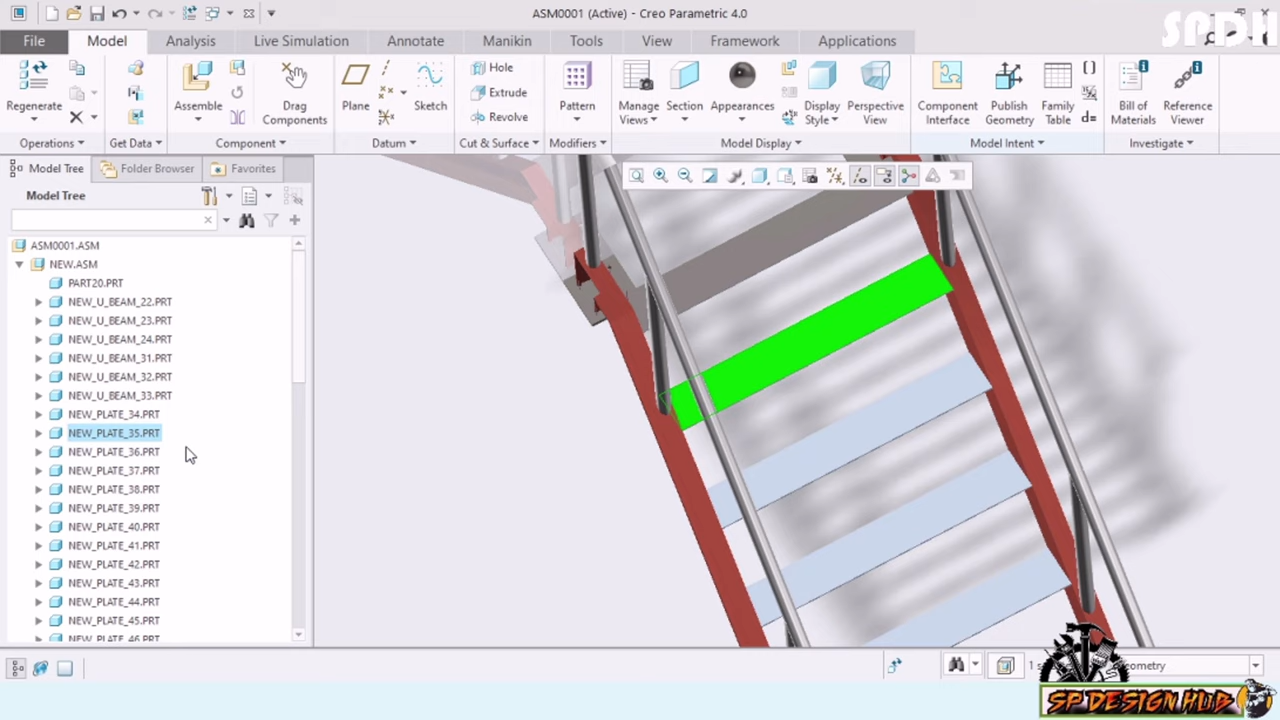 ASM0001 (Active) - Creo Parametric 4.0
SPDH
File Model Analysis Live Simulation Annotate Manikin Tools View Framework Applications
Regenerate
Assemble
Drag Components
Plane
Sketch
Hole
Extrude
Revolve
Pattern
Manage Views
Section
Appearances
Display Style
Perspective View
Component Interface
Publish Geometry
Family Table
d=
Bill of Materials
Reference Viewer
Operations Get Data Component Datum Cut & Surface Modifiers Model Display Model Intent Investigate
Model Tree Folder Browser Favorites
Model Tree
ASM0001.ASM
NEW.ASM
PART20.PRT
NEW_U_BEAM_22.PRT
NEW_U_BEAM_23.PRT
NEW_U_BEAM_24.PRT
NEW_U_BEAM_31.PRT
NEW_U_BEAM_32.PRT
NEW_U_BEAM_33.PRT
NEW_PLATE_34.PRT
NEW_PLATE_35.PRT
NEW_PLATE_36.PRT
NEW_PLATE_37.PRT
NEW_PLATE_38.PRT
NEW_PLATE_39.PRT
NEW_PLATE_40.PRT
NEW_PLATE_41.PRT
NEW_PLATE_42.PRT
NEW_PLATE_43.PRT
NEW_PLATE_44.PRT
NEW_PLATE_45.PRT
NEW_PLATE_46.PRT
SP DESIGN HUB